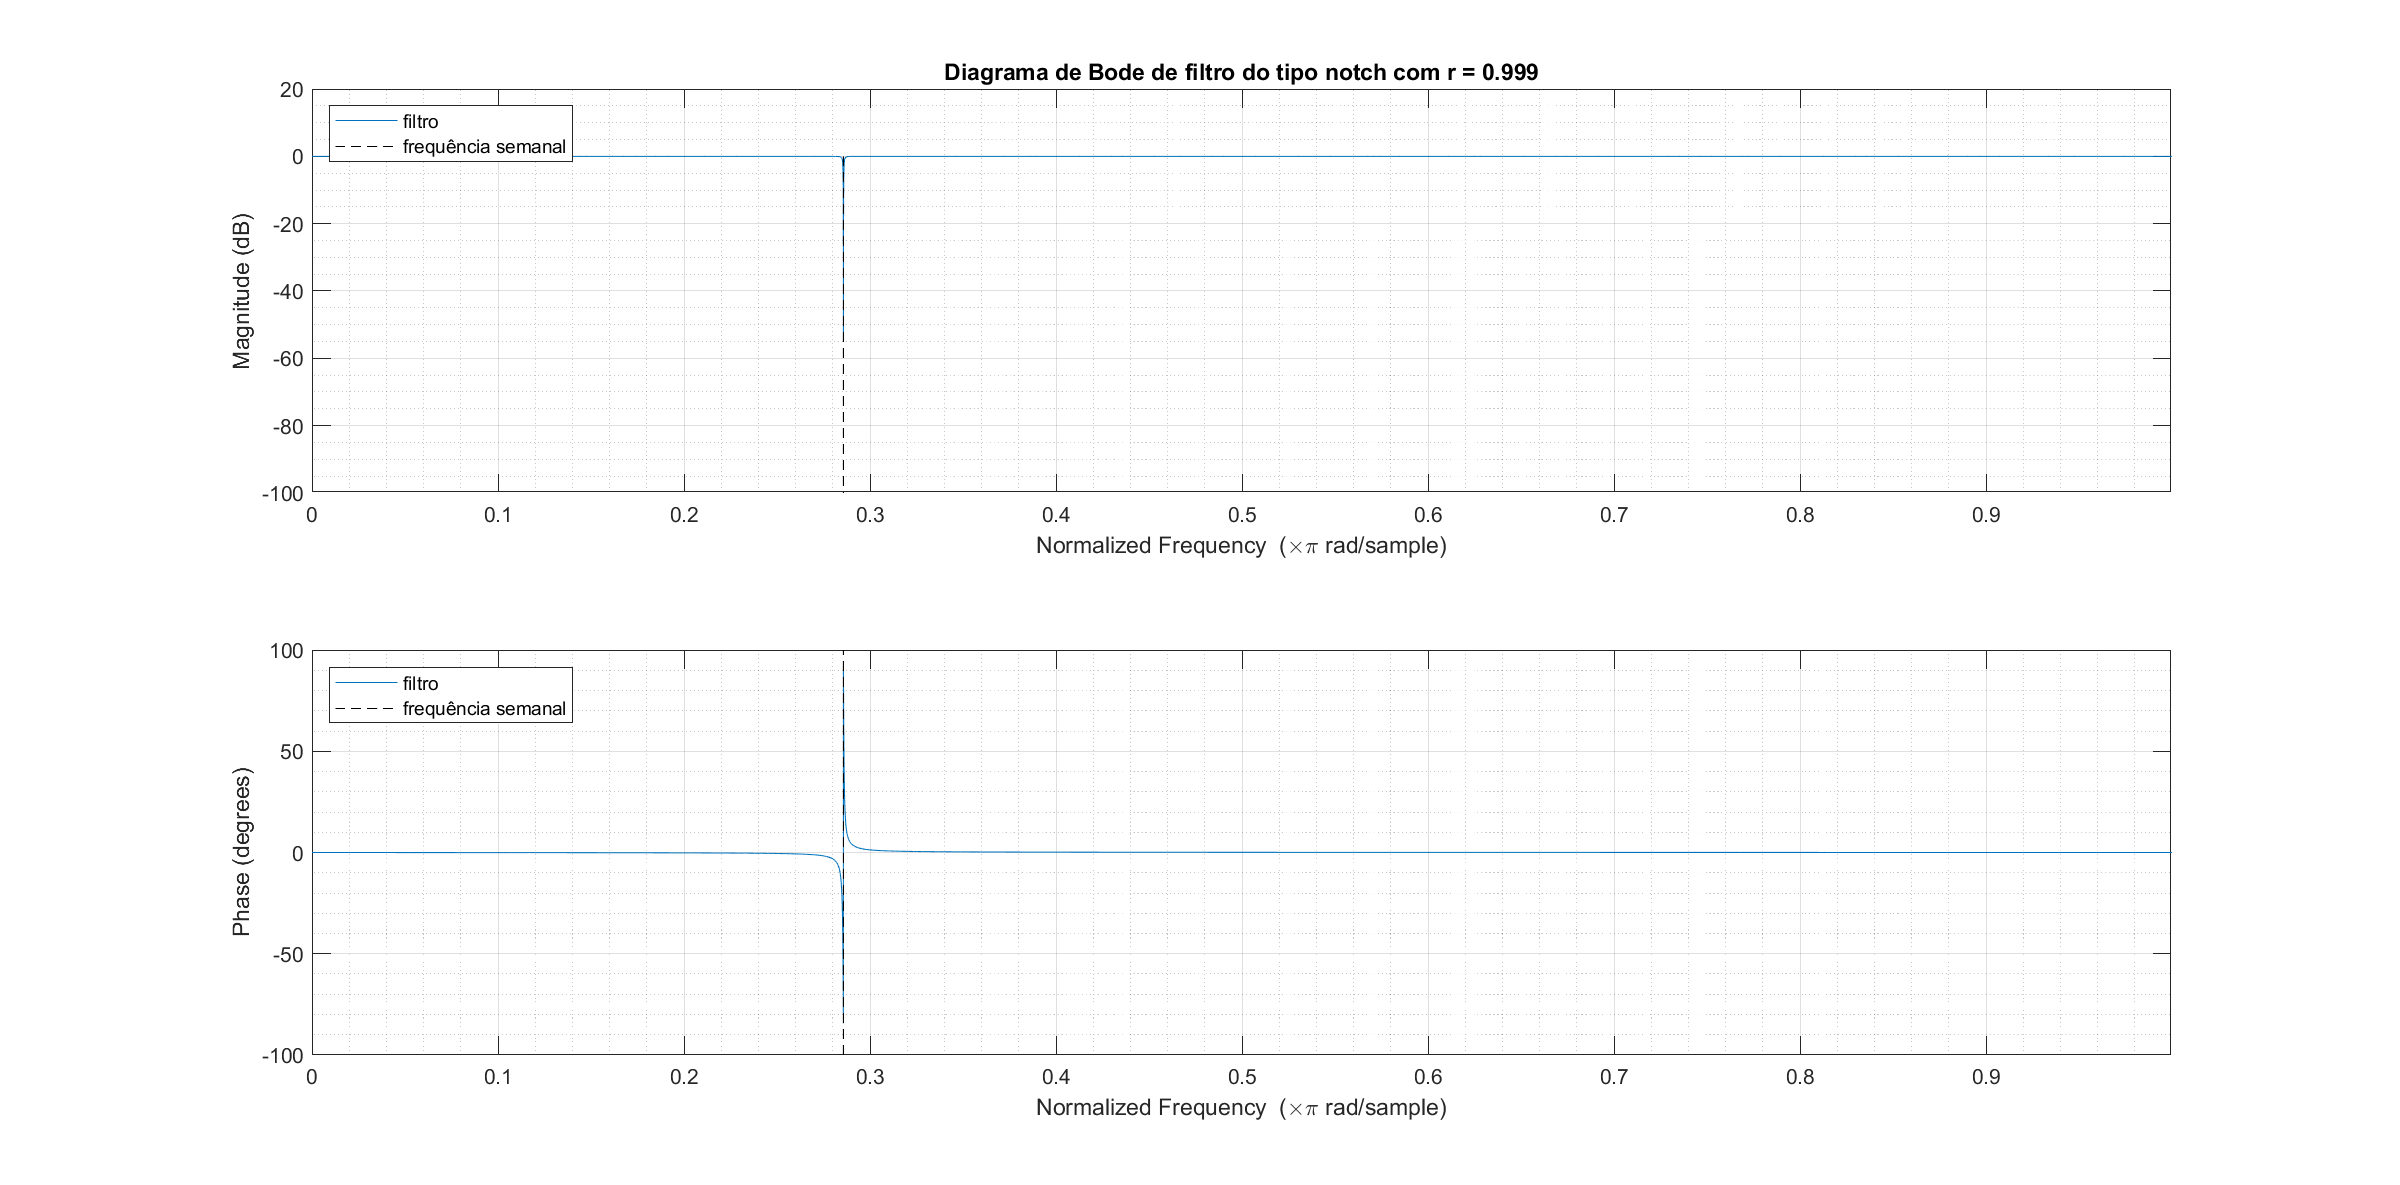 Diagrama de Bode de filtro do tipo notch com r = 0.999
20
0
-20
-40
-60
-80
-100
Magnitude (dB)
filtro
frequência semanal
0 0.1 0.2 0.3 0.4 0.5 0.6 0.7 0.8 0.9
Normalized Frequency (×π rad/sample)
100
50
0
-50
-100
Phase (degrees)
filtro
frequência semanal
0 0.1 0.2 0.3 0.4 0.5 0.6 0.7 0.8 0.9
Normalized Frequency (×π rad/sample)